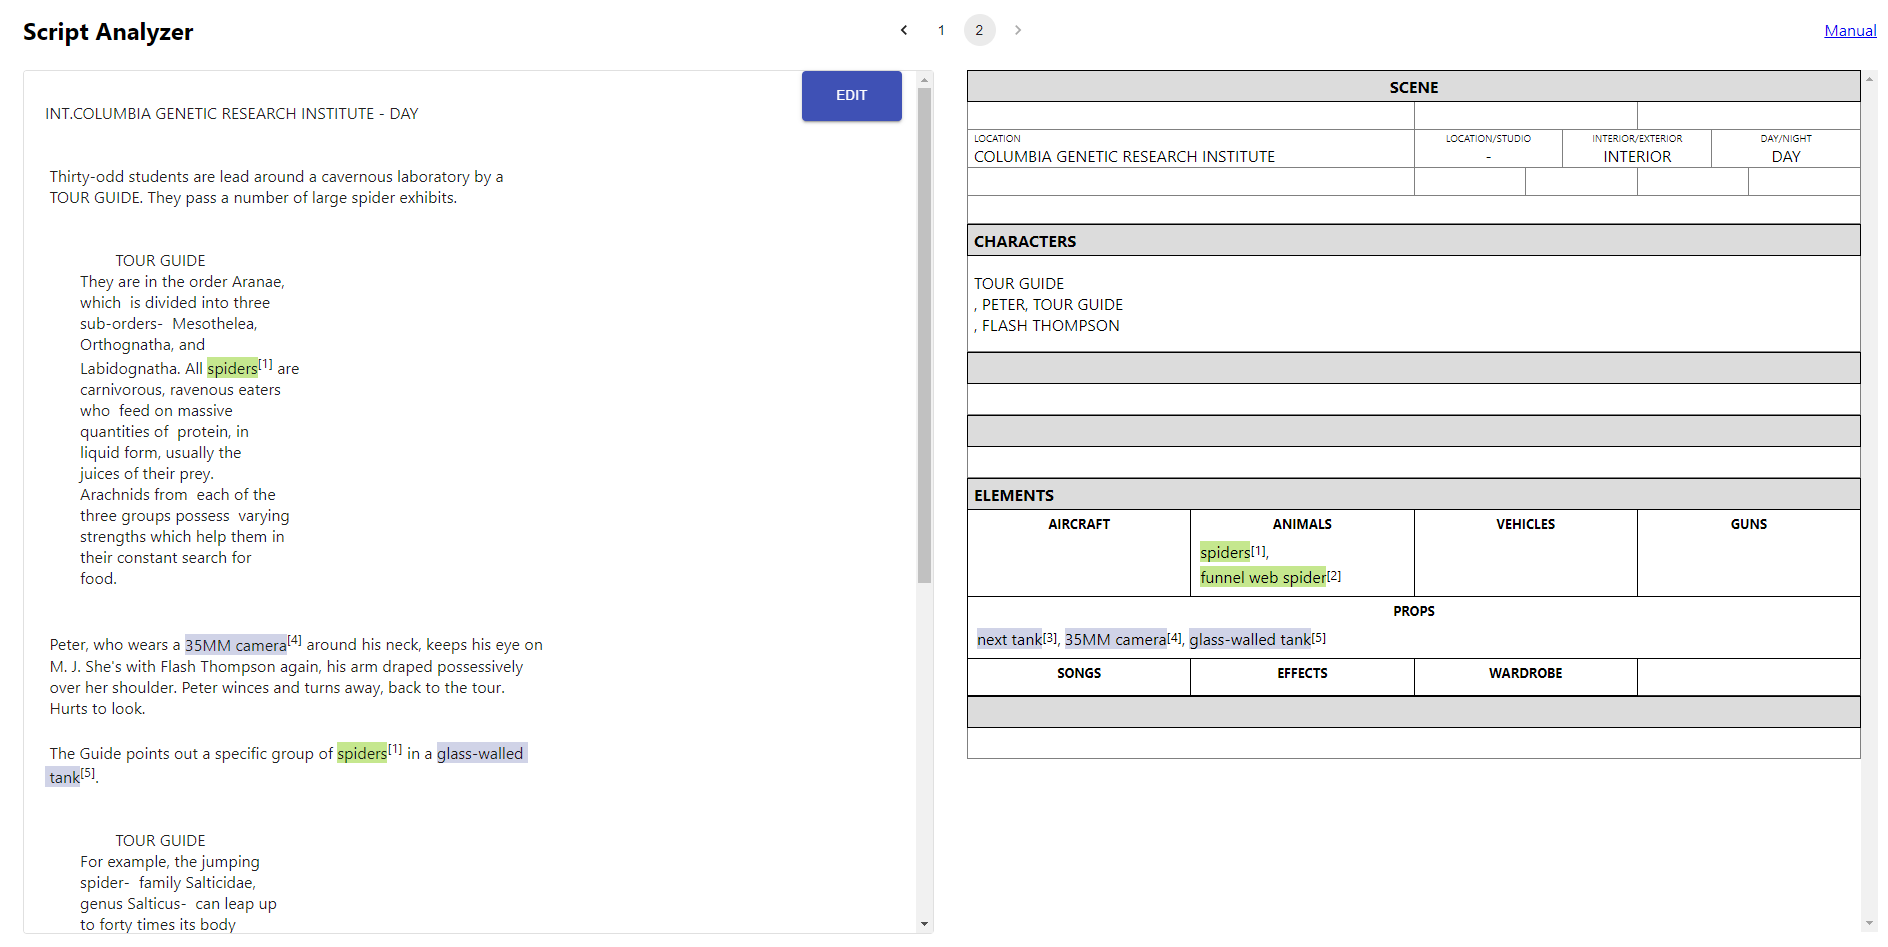 Script Analyzer
1
2
Manual
EDIT
INT.COLUMBIA GENETIC RESEARCH INSTITUTE - DAY
Thirty-odd students are lead around a cavernous laboratory by a
TOUR GUIDE. They pass a number of large spider exhibits.
TOUR GUIDE
They are in the order Aranae,
which  is divided into three
sub-orders-  Mesothelea,
Orthognatha, and
Labidognatha. All spiders[1] are
carnivorous, ravenous eaters
who  feed on massive
quantities of  protein, in
liquid form, usually the
juices of their prey.
Arachnids from  each of the
three groups possess  varying
strengths which help them in
their constant search for
food.
Peter, who wears a 35MM camera[4] around his neck, keeps his eye on
M. J. She's with Flash Thompson again, his arm draped possessively
over her shoulder. Peter winces and turns away, back to the tour.
Hurts to look.
The Guide points out a specific group of spiders[1] in a glass-walled
tank[5].
TOUR GUIDE
For example, the jumping
spider-  family Salticidae,
genus Salticus-  can leap up
to forty times its body
SCENE
LOCATION
COLUMBIA GENETIC RESEARCH INSTITUTE
LOCATION/STUDIO
-
INTERIOR/EXTERIOR
INTERIOR
DAY/NIGHT
DAY
CHARACTERS
TOUR GUIDE
, PETER, TOUR GUIDE
, FLASH THOMPSON
ELEMENTS
AIRCRAFT
ANIMALS
spiders[1],
funnel web spider[2]
VEHICLES
GUNS
PROPS
next tank[3], 35MM camera[4], glass-walled tank[5]
SONGS
EFFECTS
WARDROBE